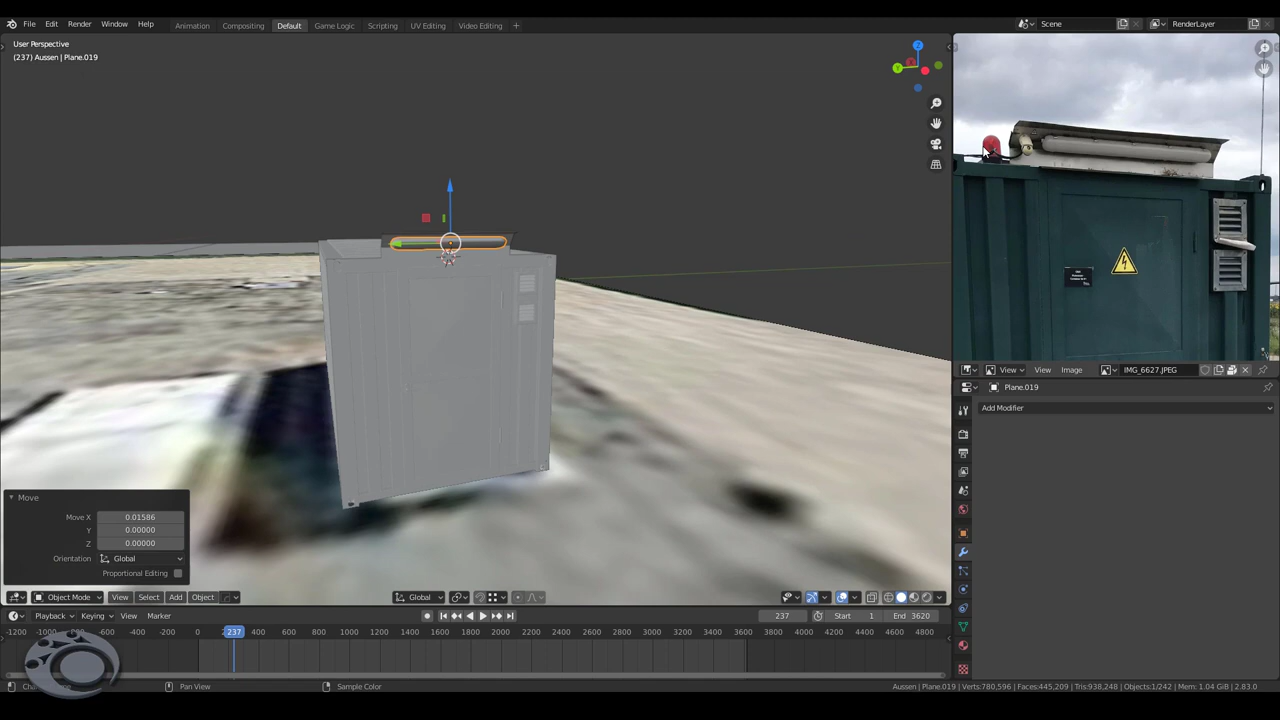 File Edit Render Window Help Animation Compositing Default Game Logic Scripting UV Editing Video Editing + Scene RenderLayer
User Perspective
(237) Aussen | Plane.019
Z
Y
View View Image IMG_6627.JPEG
Plane.019
Add Modifier
Move
Move X 0.01586
Y 0.00000
Z 0.00000
Orientation Global
Proportional Editing
Object Mode View Select Add Object Global
Playback Keying View Marker 237 Start 1 End 3620
-1200 -400 -200 0 237 400 600 800 1000 1200 1400 1600 1800 2000 2200 2400 2600 2800 3000 3200 3400 3600 3800 4000 4200 4400 4600 4800
Pan View Sample Color Aussen | Plane.019 | Verts:780,596 | Faces:445,209 | Tris:938,248 | Objects:1/242 | Mem: 1.04 GiB | 2.83.0